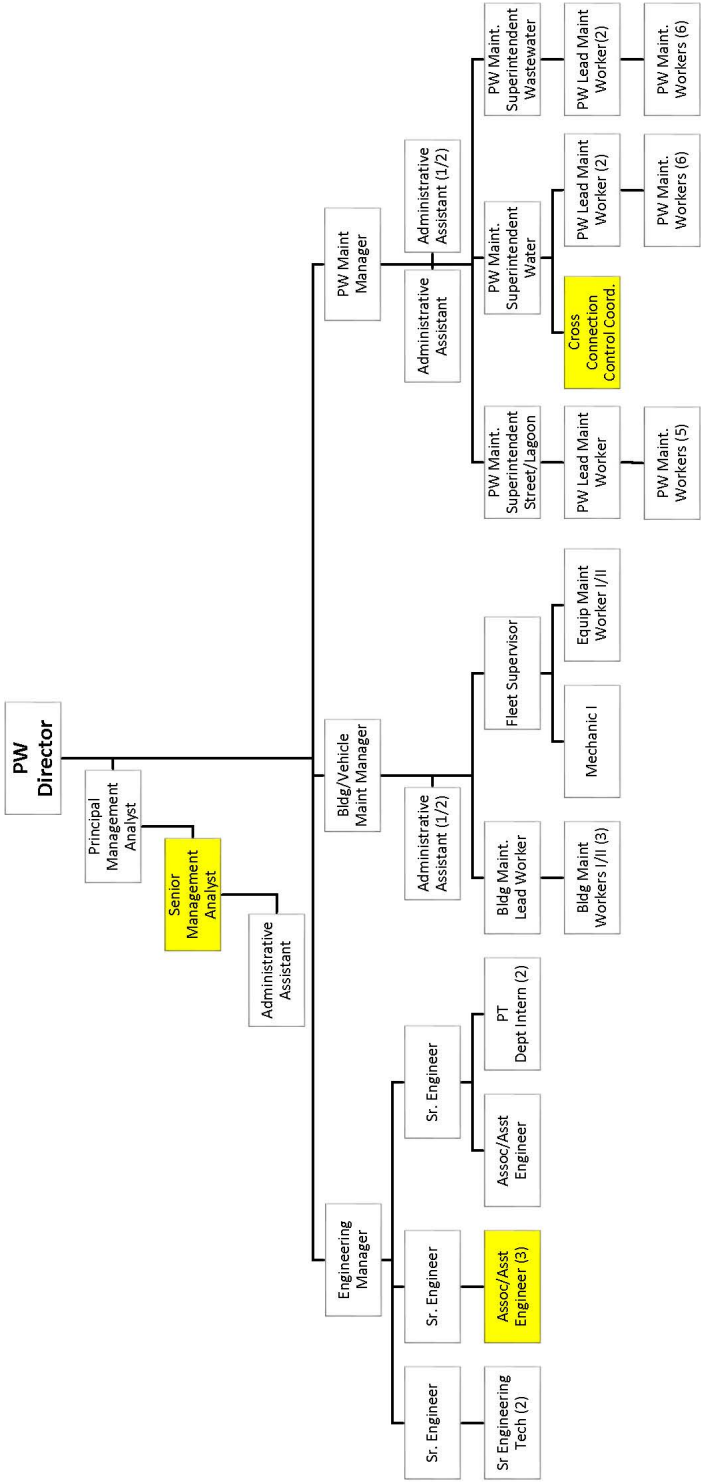 PW
Director
Principal
Management
Analyst
Senior
Management
Analyst
Administrative
Assistant
Engineering
Manager
Sr. Engineer
Sr Engineering
Tech (2)
Sr. Engineer
Assoc/Asst
Engineer (3)
Sr. Engineer
Assoc/Asst
Engineer
PT
Dept Intern (2)
Bldg/Vehicle
Maint Manager
Administrative
Assistant (1/2)
Bldg Maint.
Lead Worker
Bldg Maint
Workers I/II (3)
Fleet Supervisor
Mechanic I
Equip Maint
Worker I/II
PW Maint
Manager
Administrative
Assistant
Administrative
Assistant (1/2)
PW Maint.
Superintendent
Street/Lagoon
PW Lead Maint
Worker
PW Maint.
Workers (5)
PW Maint.
Superintendent
Water
Cross
Connection
Control Coord.
PW Lead Maint
Worker (2)
PW Maint.
Workers (6)
PW Maint.
Superintendent
Wastewater
PW Lead Maint
Worker(2)
PW Maint.
Workers (6)